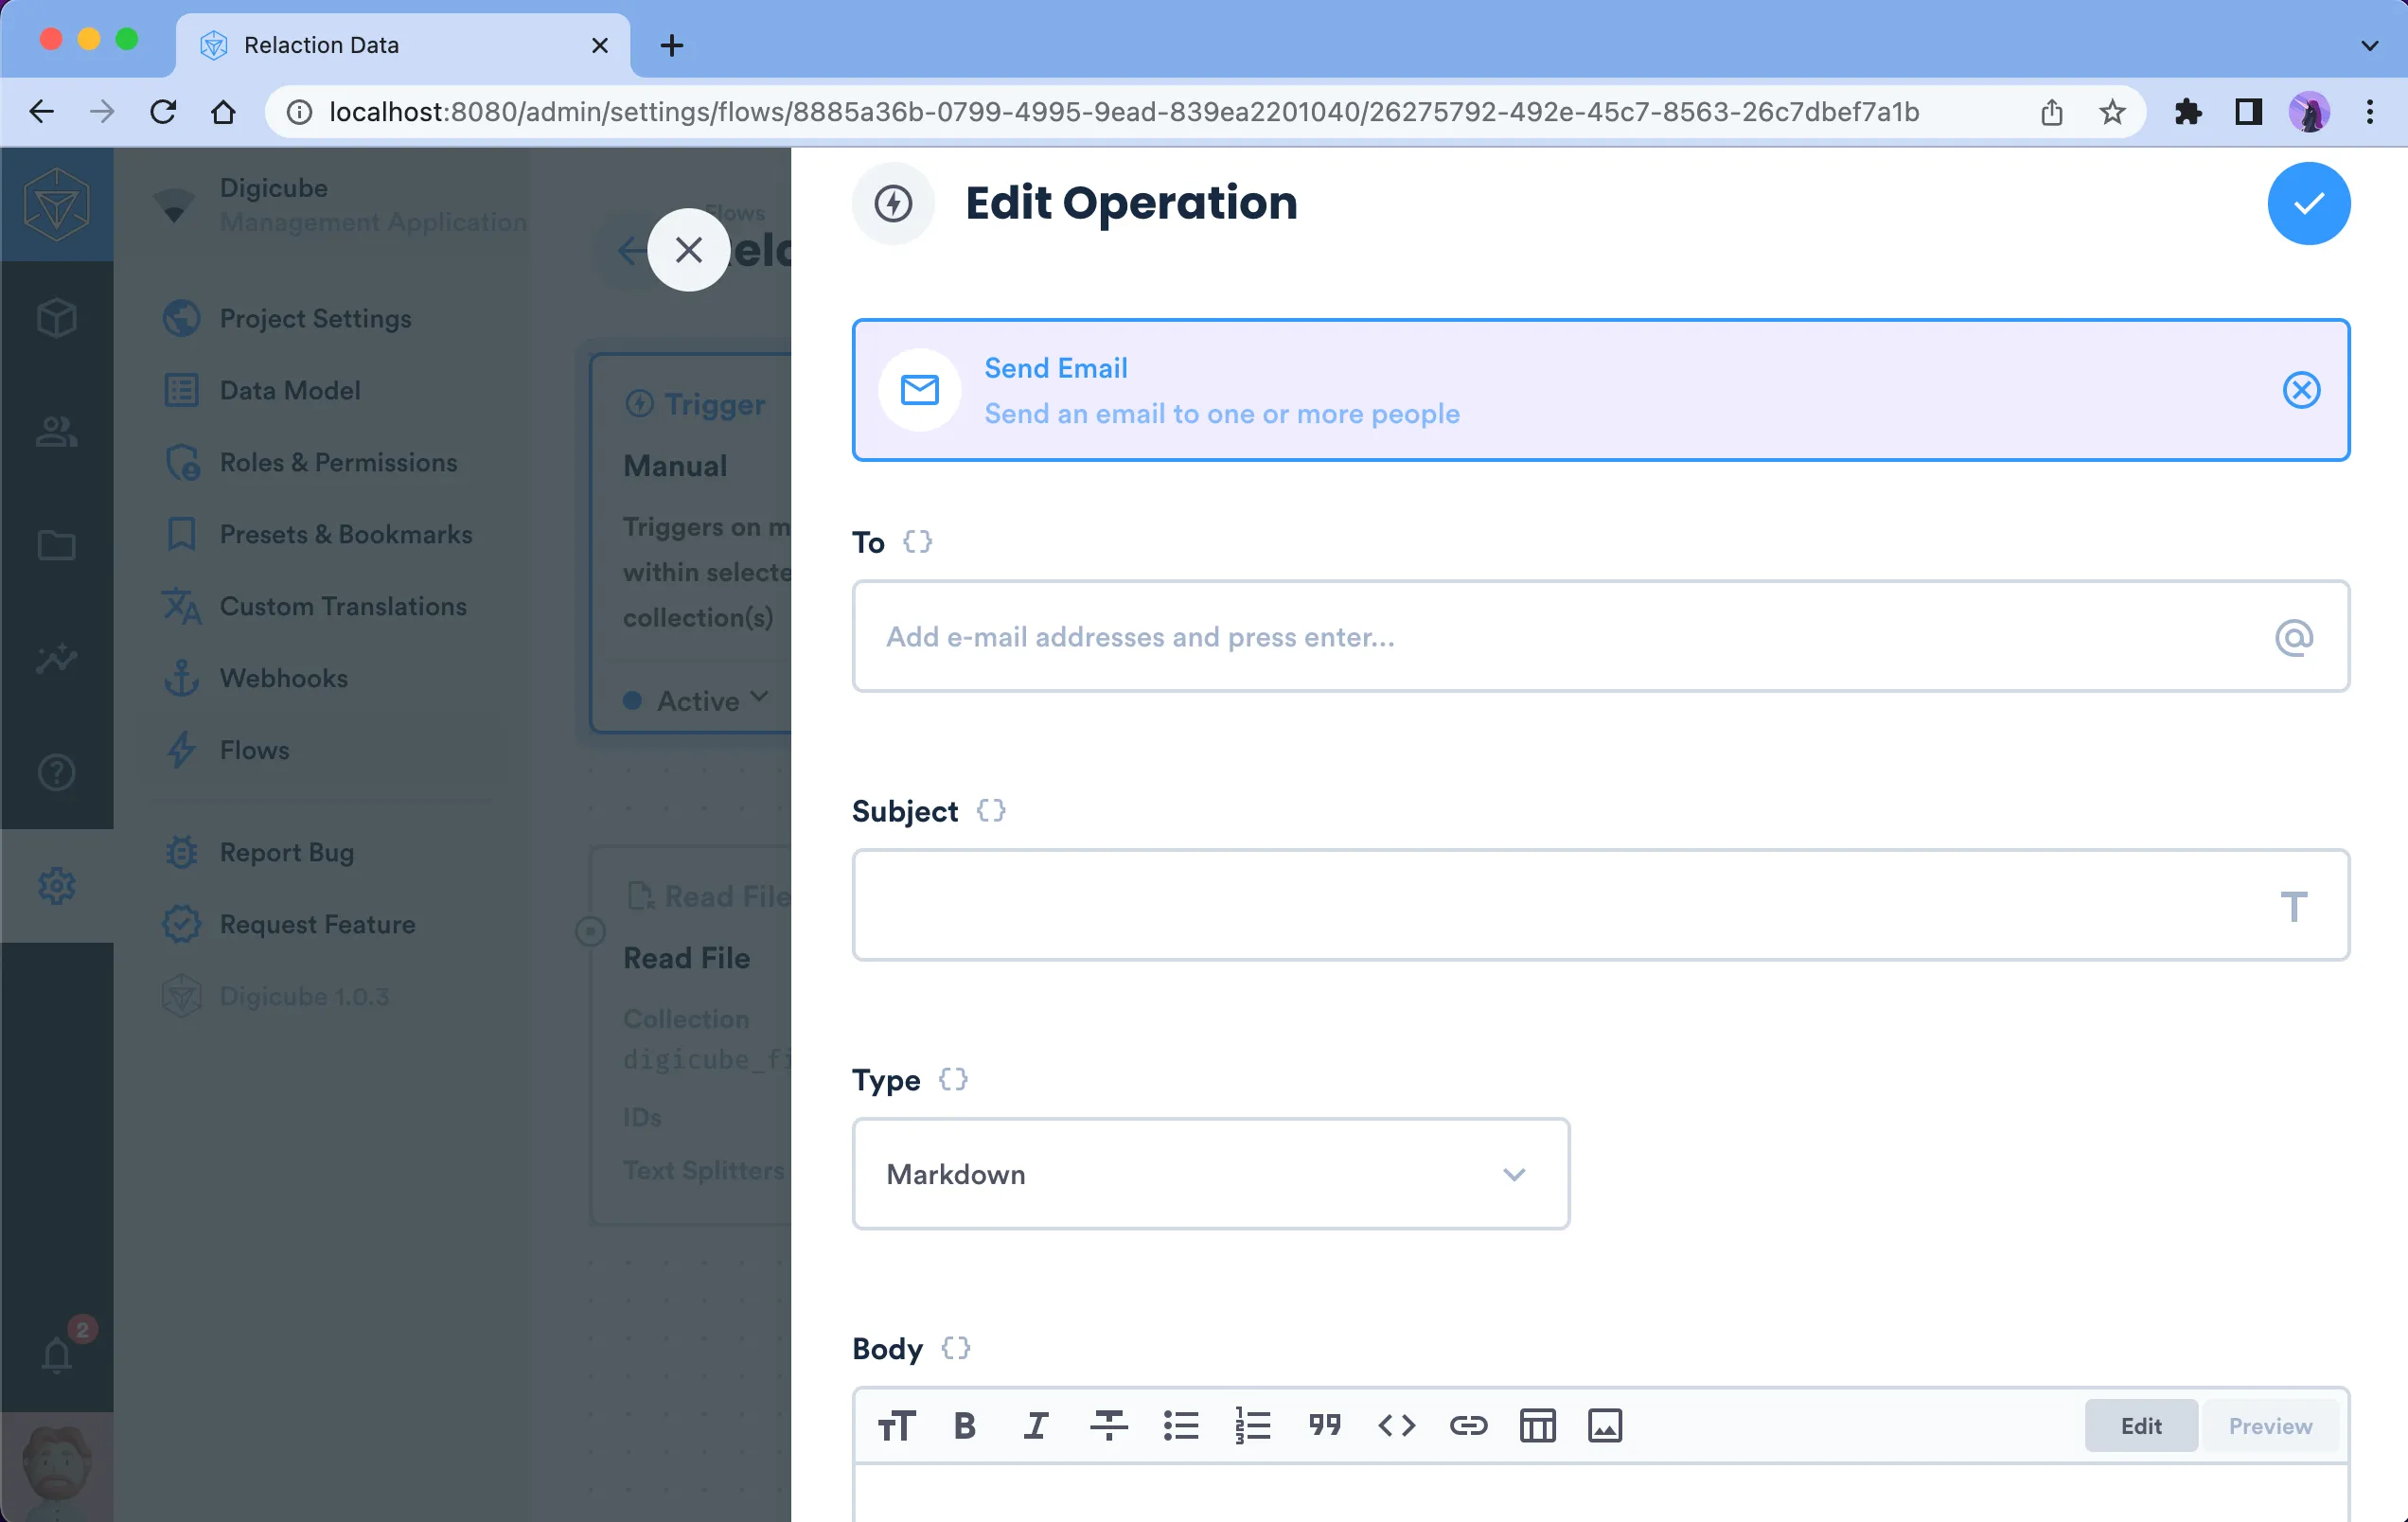 Relaction Data
localhost:8080/admin/settings/flows/8885a36b-0799-4995-9ead-839ea2201040/26275792-492e-45c7-8563-26c7dbef7a1b
Digicube
Management Application
Project Settings
Data Model
Roles & Permissions
Presets & Bookmarks
Custom Translations
Webhooks
Flows
Report Bug
Request Feature
Digicube 1.0.3
2
Flows
Trigger
Manual
Triggers on m
within selecte
collection(s)
Active
Read File
Read File
Collection
digicube_fi
IDs
Text Splitters
Edit Operation
Send Email
Send an email to one or more people
To {}
Add e-mail addresses and press enter...
Subject {}
Type {}
Markdown
Body {}
Edit
Preview